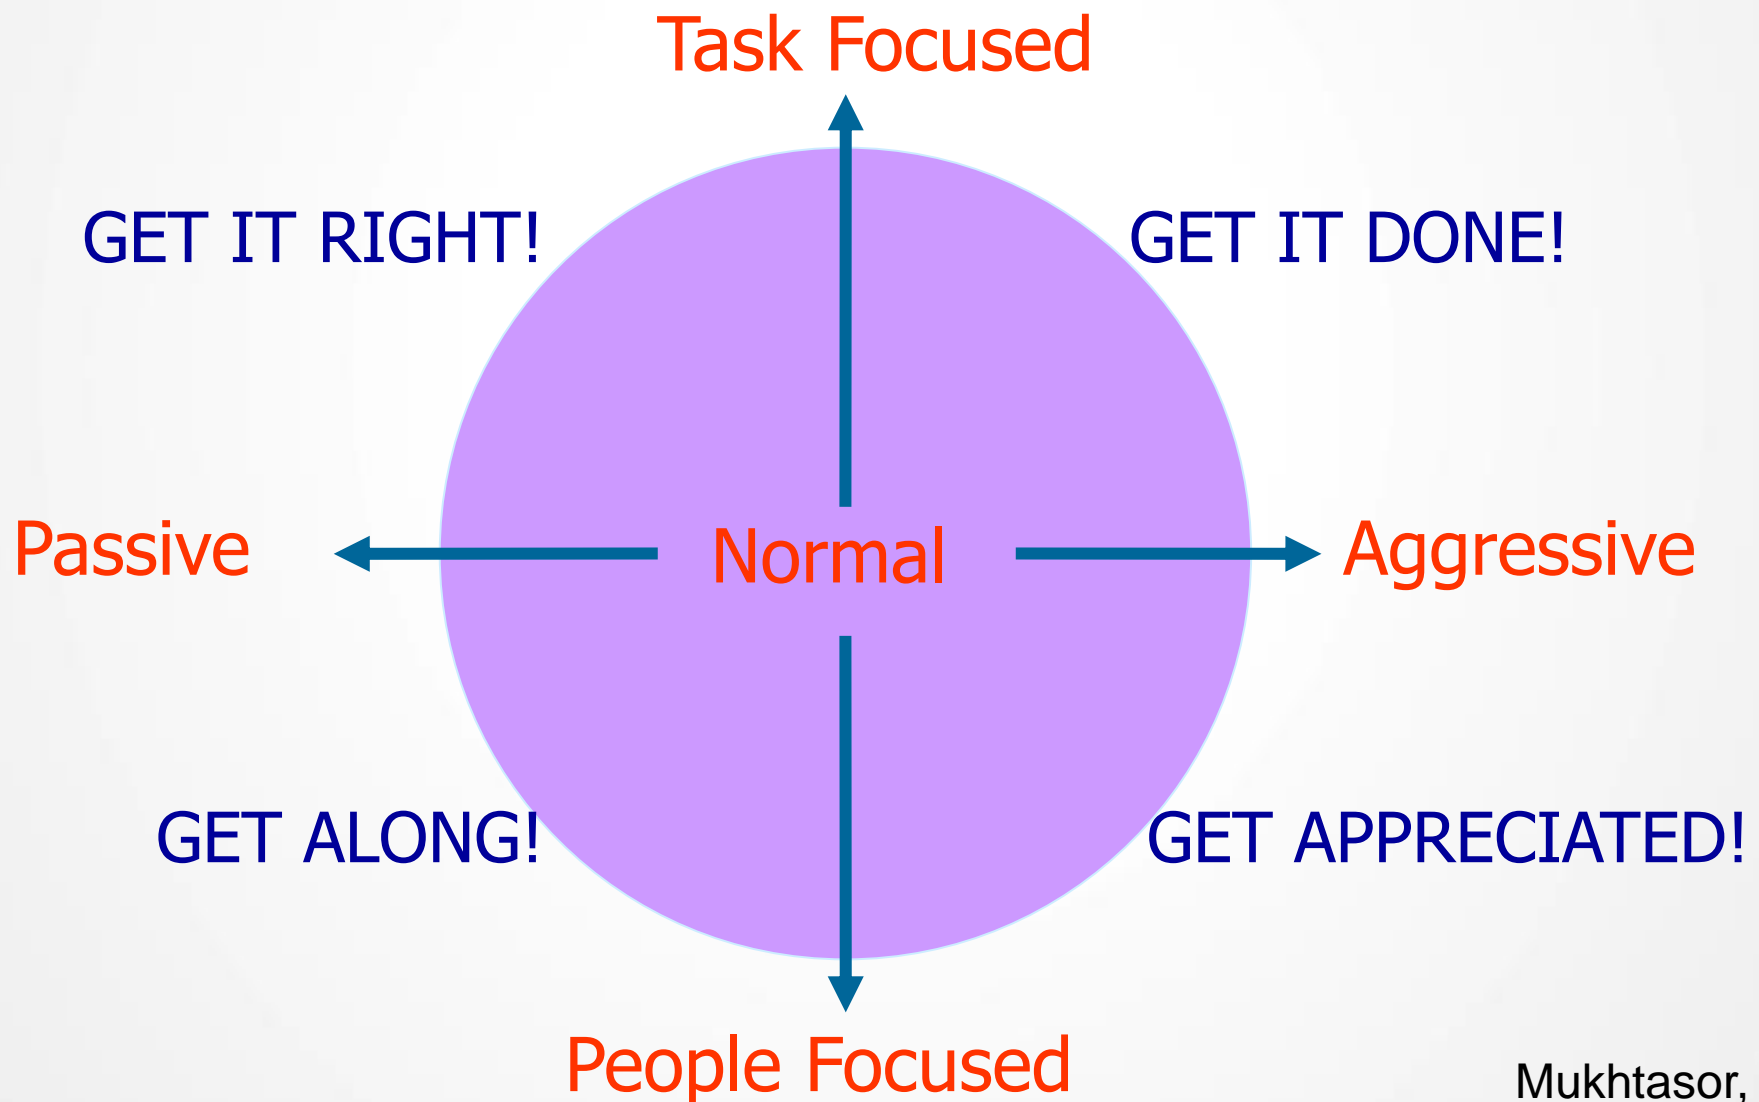 Task Focused
GET IT RIGHT!
GET IT DONE!
Passive
Normal
Aggressive
GET ALONG!
GET APPRECIATED!
People Focused
Mukhtasor,